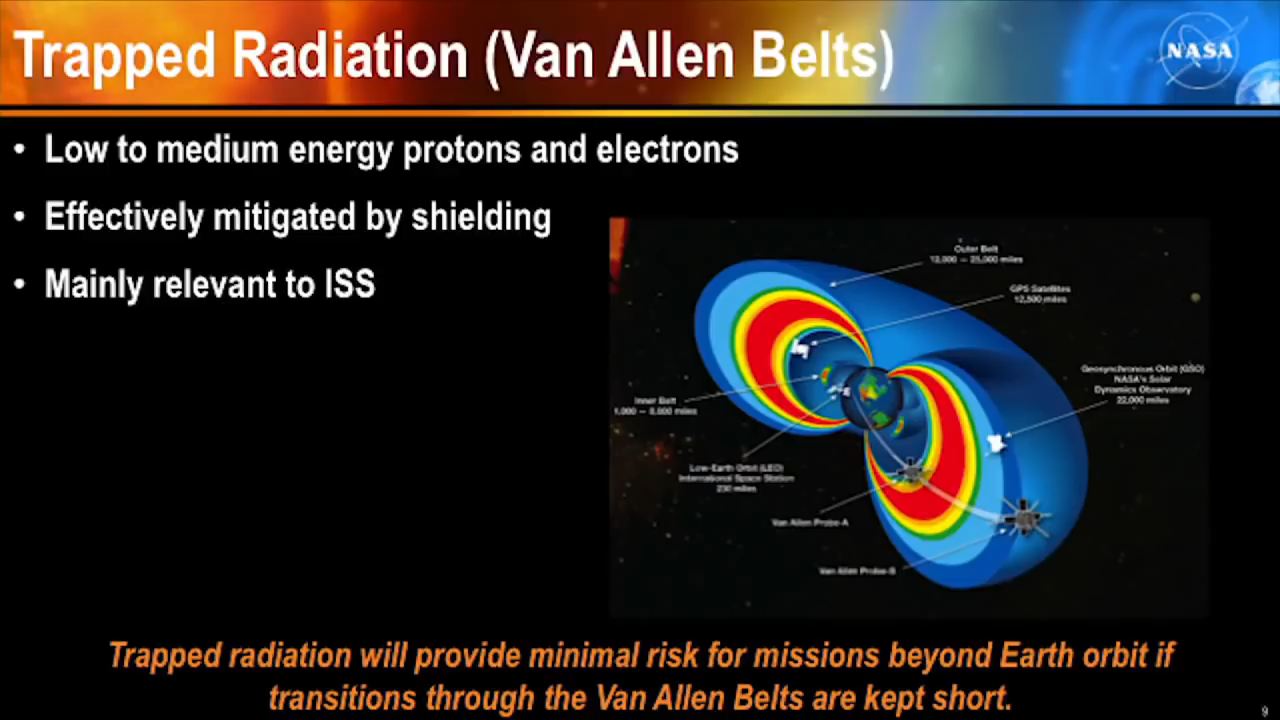 Trapped Radiation (Van Allen Belts)
NASA
• Low to medium energy protons and electrons
• Effectively mitigated by shielding
• Mainly relevant to ISS
Outer Belt
12,000 – 25,000 miles
GPS Satellites
12,500 miles
Geosynchronous Orbit (GSO)
NASA's Solar
Dynamics Observatory
22,000 miles
Inner Belt
1,000 – 8,000 miles
Low-Earth Orbit (LEO)
International Space Station
230 miles
Van Allen Probe-A
Van Allen Probe-B
Trapped radiation will provide minimal risk for missions beyond Earth orbit if
transitions through the Van Allen Belts are kept short.
9